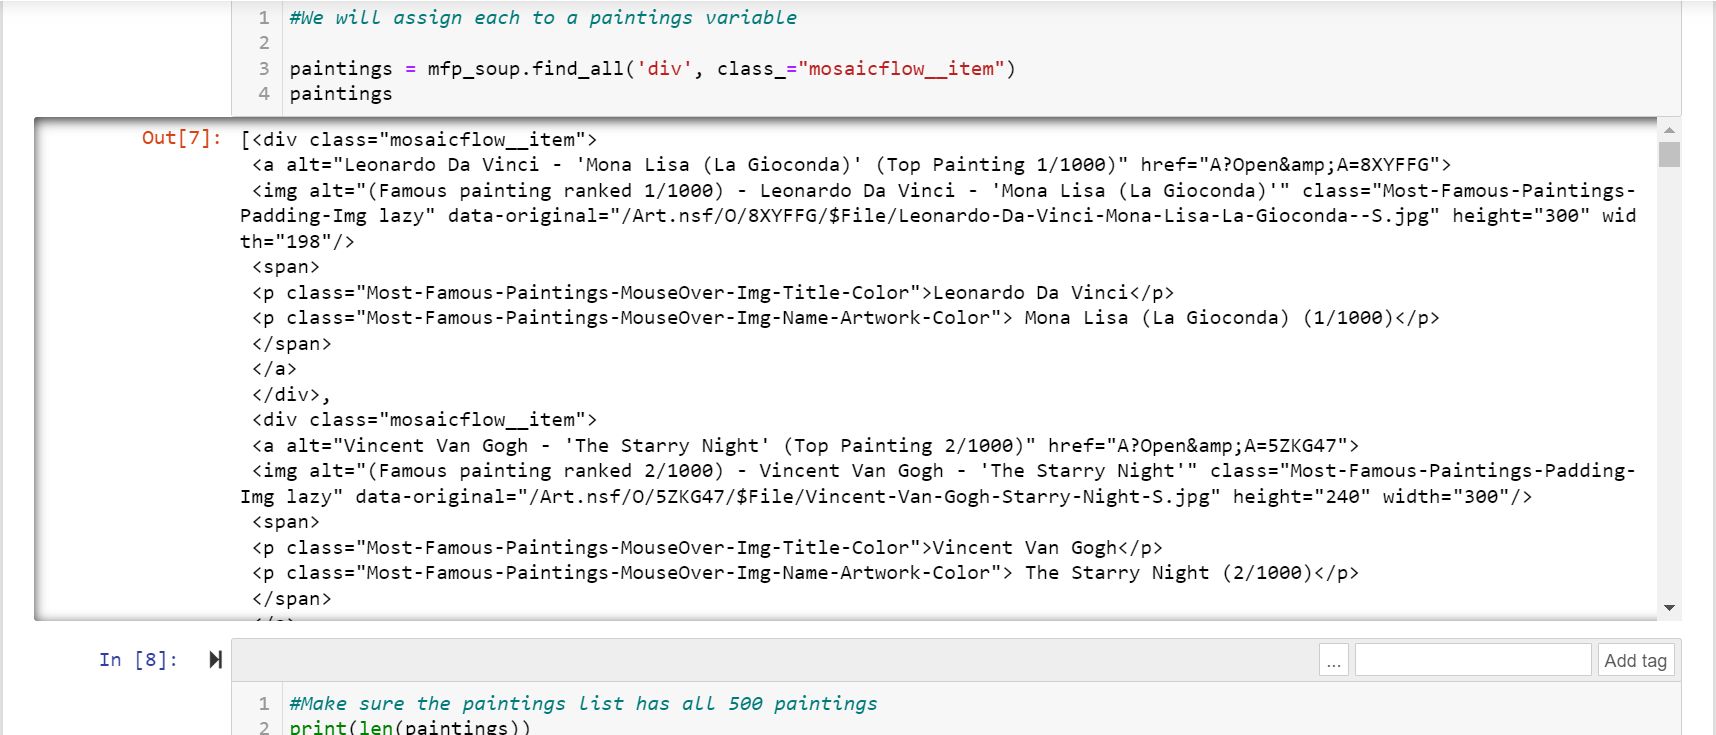 1 #We will assign each to a paintings variable
2
3 paintings = mfp_soup.find_all('div', class_="mosaicflow__item")
4 paintings
Out[7]: [<div class="mosaicflow__item">
<a alt="Leonardo Da Vinci - 'Mona Lisa (La Gioconda)' (Top Painting 1/1000)" href="A?Open&amp;A=8XYFFG">
<img alt="(Famous painting ranked 1/1000) - Leonardo Da Vinci - 'Mona Lisa (La Gioconda)'" class="Most-Famous-Paintings-
Padding-Img lazy" data-original="/Art.nsf/O/8XYFFG/$File/Leonardo-Da-Vinci-Mona-Lisa-La-Gioconda--S.jpg" height="300" wid
th="198"/>
<span>
<p class="Most-Famous-Paintings-MouseOver-Img-Title-Color">Leonardo Da Vinci</p>
<p class="Most-Famous-Paintings-MouseOver-Img-Name-Artwork-Color"> Mona Lisa (La Gioconda) (1/1000)</p>
</span>
</a>
</div>,
<div class="mosaicflow__item">
<a alt="Vincent Van Gogh - 'The Starry Night' (Top Painting 2/1000)" href="A?Open&amp;A=5ZKG47">
<img alt="(Famous painting ranked 2/1000) - Vincent Van Gogh - 'The Starry Night'" class="Most-Famous-Paintings-Padding-
Img lazy" data-original="/Art.nsf/O/5ZKG47/$File/Vincent-Van-Gogh-Starry-Night-S.jpg" height="240" width="300"/>
<span>
<p class="Most-Famous-Paintings-MouseOver-Img-Title-Color">Vincent Van Gogh</p>
<p class="Most-Famous-Paintings-MouseOver-Img-Name-Artwork-Color"> The Starry Night (2/1000)</p>
</span>
In [8]: ... Add tag
1 #Make sure the paintings list has all 500 paintings
2 print(len(paintings))